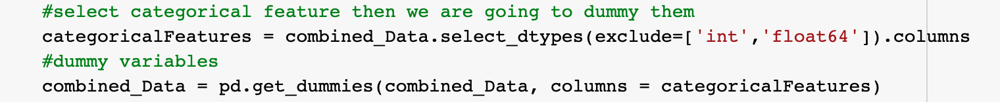 #select categorical feature then we are going to dummy them
categoricalFeatures = combined_Data.select_dtypes(exclude=['int','float64']).columns
#dummy variables
combined_Data = pd.get_dummies(combined_Data, columns = categoricalFeatures)